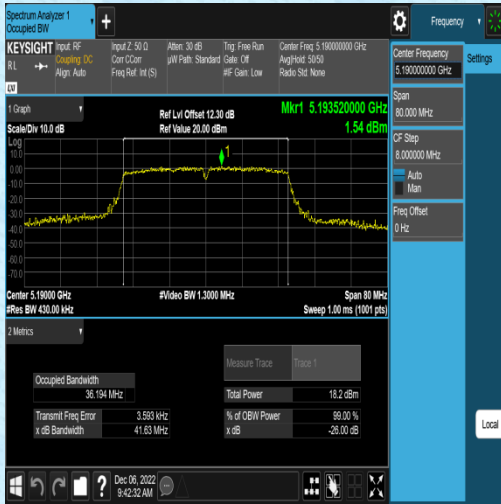 Spectrum Analyzer 1
Occupied BW
Frequency
KEYSIGHT
Input: RF
Coupling: DC
Align: Auto
Input Z: 50 Ω
Corr CCorr
Freq Ref: Int (S)
Atten: 30 dB
µW Path: Standard
Trig: Free Run
Gate: Off
#IF Gain: Low
Center Freq: 5.190000000 GHz
Avg|Hold: 50/50
Radio Std: None
RL
LXI
Center Frequency
5.190000000 GHz
Settings
Span
80.000 MHz
CF Step
8.000000 MHz
Auto
Man
Freq Offset
0 Hz
Local
1 Graph
Scale/Div 10.0 dB
Ref Lvl Offset 12.30 dB
Ref Value 20.00 dBm
Mkr1 5.193520000 GHz
1.54 dBm
Log
10.0
0.00
-10.0
-20.0
-30.0
-40.0
-50.0
-60.0
-70.0
1
Center 5.19000 GHz
#Res BW 430.00 kHz
#Video BW 1.3000 MHz
Span 80 MHz
Sweep 1.00 ms (1001 pts)
2 Metrics
Measure Trace
Trace 1
Occupied Bandwidth
36.194 MHz
Total Power
18.2 dBm
Transmit Freq Error
3.593 kHz
% of OBW Power
99.00 %
x dB Bandwidth
41.63 MHz
x dB
-26.00 dB
?
Dec 06, 2022
9:42:32 AM